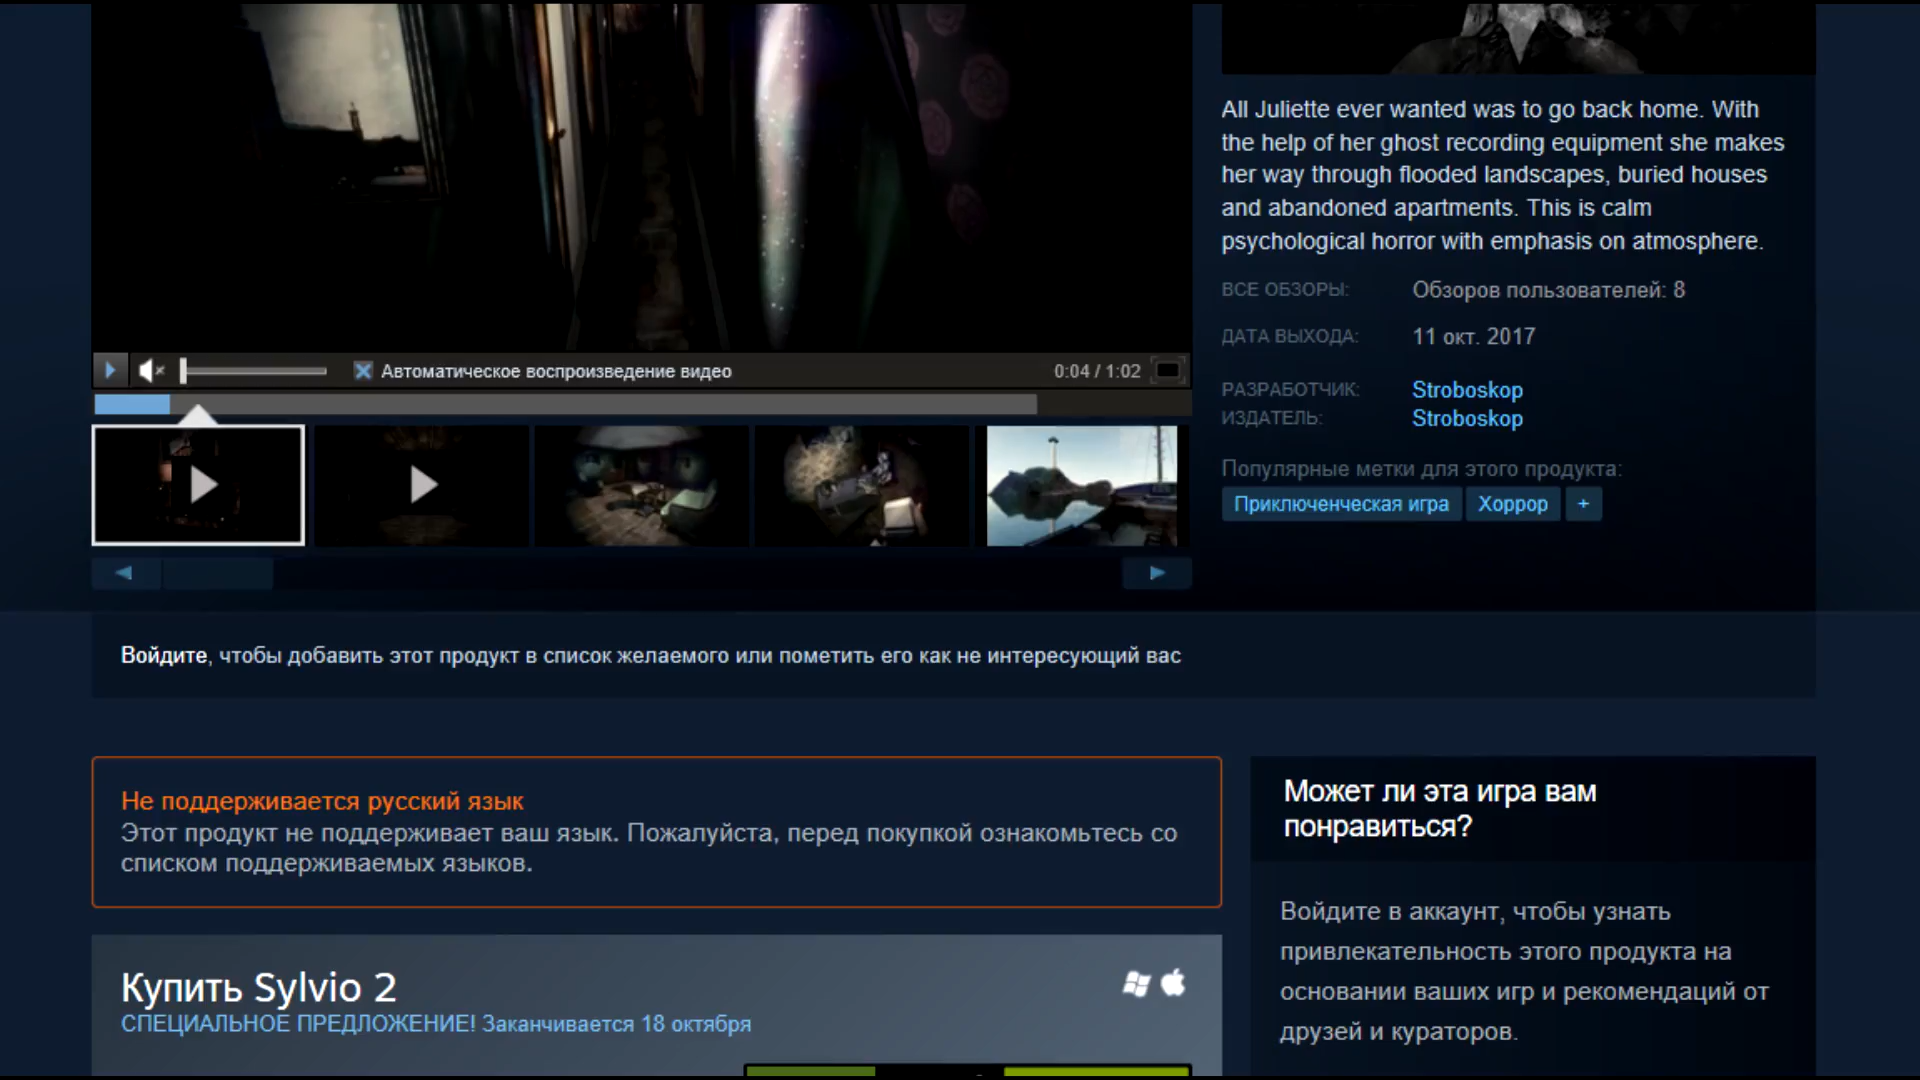 All Juliette ever wanted was to go back home. With
the help of her ghost recording equipment she makes
her way through flooded landscapes, buried houses
and abandoned apartments. This is calm
psychological horror with emphasis on atmosphere.
ВСЕ ОБЗОРЫ: Обзоров пользователей: 8
ДАТА ВЫХОДА: 11 окт. 2017
РАЗРАБОТЧИК: Stroboskop
ИЗДАТЕЛЬ: Stroboskop
Популярные метки для этого продукта:
Приключенческая игра Хоррор +
Автоматическое воспроизведение видео 0:04 / 1:02
Войдите, чтобы добавить этот продукт в список желаемого или пометить его как не интересующий вас
Не поддерживается русский язык
Этот продукт не поддерживает ваш язык. Пожалуйста, перед покупкой ознакомьтесь со
списком поддерживаемых языков.
Купить Sylvio 2
СПЕЦИАЛЬНОЕ ПРЕДЛОЖЕНИЕ! Заканчивается 18 октября
Может ли эта игра вам
понравиться?
Войдите в аккаунт, чтобы узнать
привлекательность этого продукта на
основании ваших игр и рекомендаций от
друзей и кураторов.